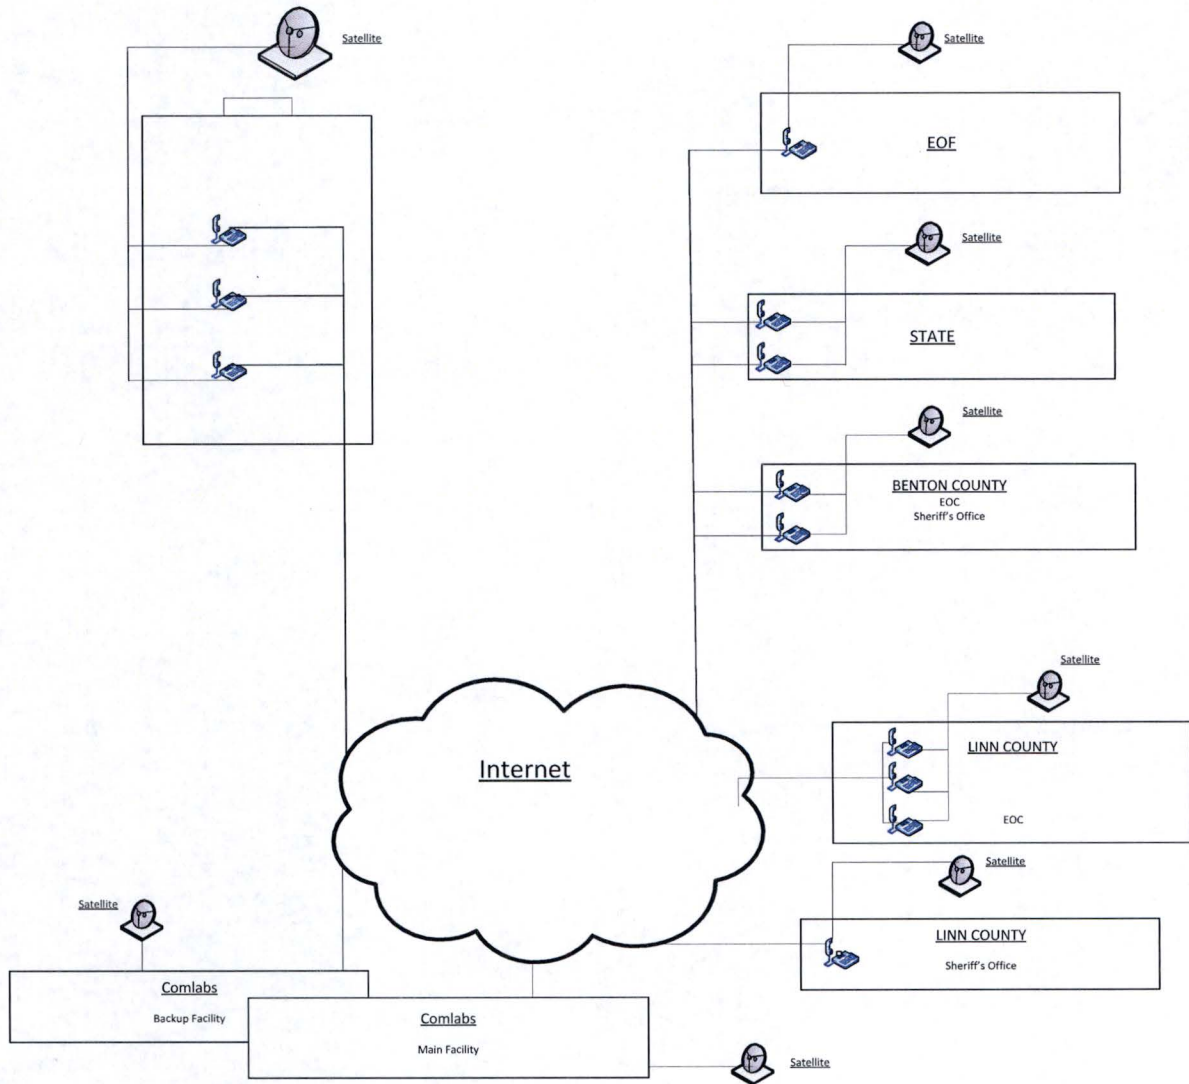 Satellite
Satellite
EOF
Satellite
STATE
Satellite
BENTON COUNTY
EOC
Sheriff's Office
Satellite
LINN COUNTY
EOC
Internet
Satellite
LINN COUNTY
Sheriff's Office
Satellite
Comlabs
Backup Facility
Comlabs
Main Facility
Satellite